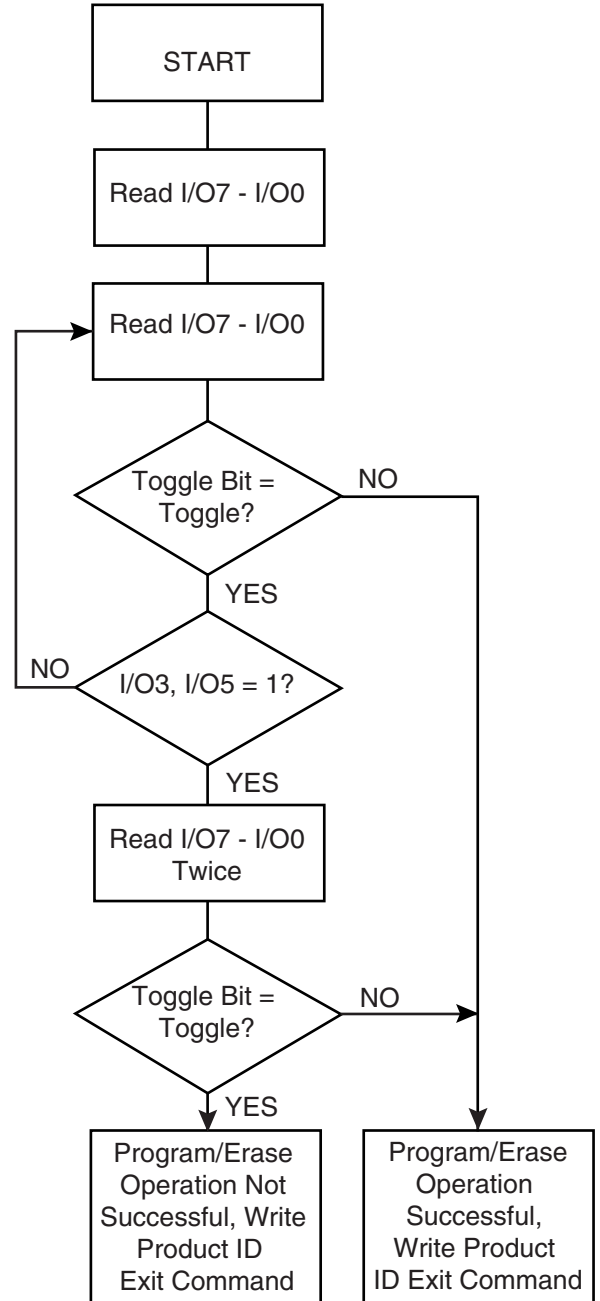 START
Read I/O7 - I/O0
Read I/O7 - I/O0
Toggle Bit =
Toggle?
NO
YES
NO
I/O3, I/O5 = 1?
YES
Read I/O7 - I/O0
Twice
Toggle Bit =
Toggle?
NO
YES
Program/Erase
Operation Not
Successful, Write
Product ID
Exit Command
Program/Erase
Operation
Successful,
Write Product
ID Exit Command